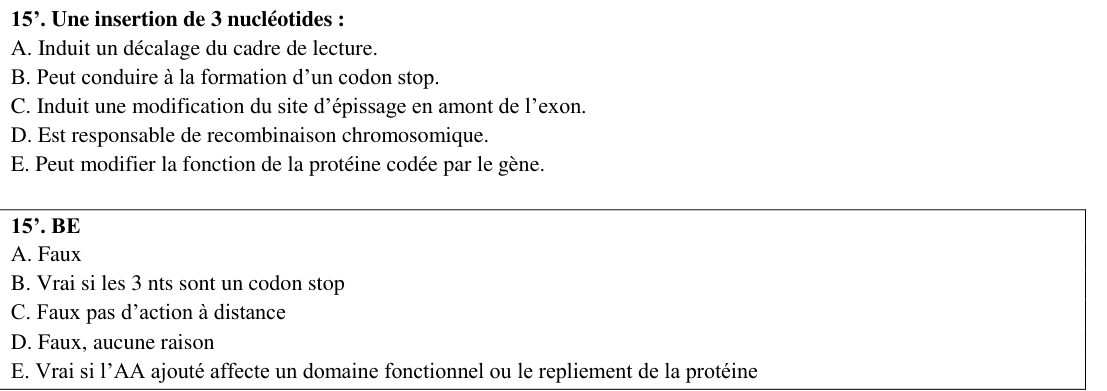 15’. Une insertion de 3 nucléotides :
A. Induit un décalage du cadre de lecture.
B. Peut conduire à la formation d’un codon stop.
C. Induit une modification du site d’épissage en amont de l’exon.
D. Est responsable de recombinaison chromosomique.
E. Peut modifier la fonction de la protéine codée par le gène.
15’. BE
A. Faux
B. Vrai si les 3 nts sont un codon stop
C. Faux pas d’action à distance
D. Faux, aucune raison
E. Vrai si l’AA ajouté affecte un domaine fonctionnel ou le repliement de la protéine